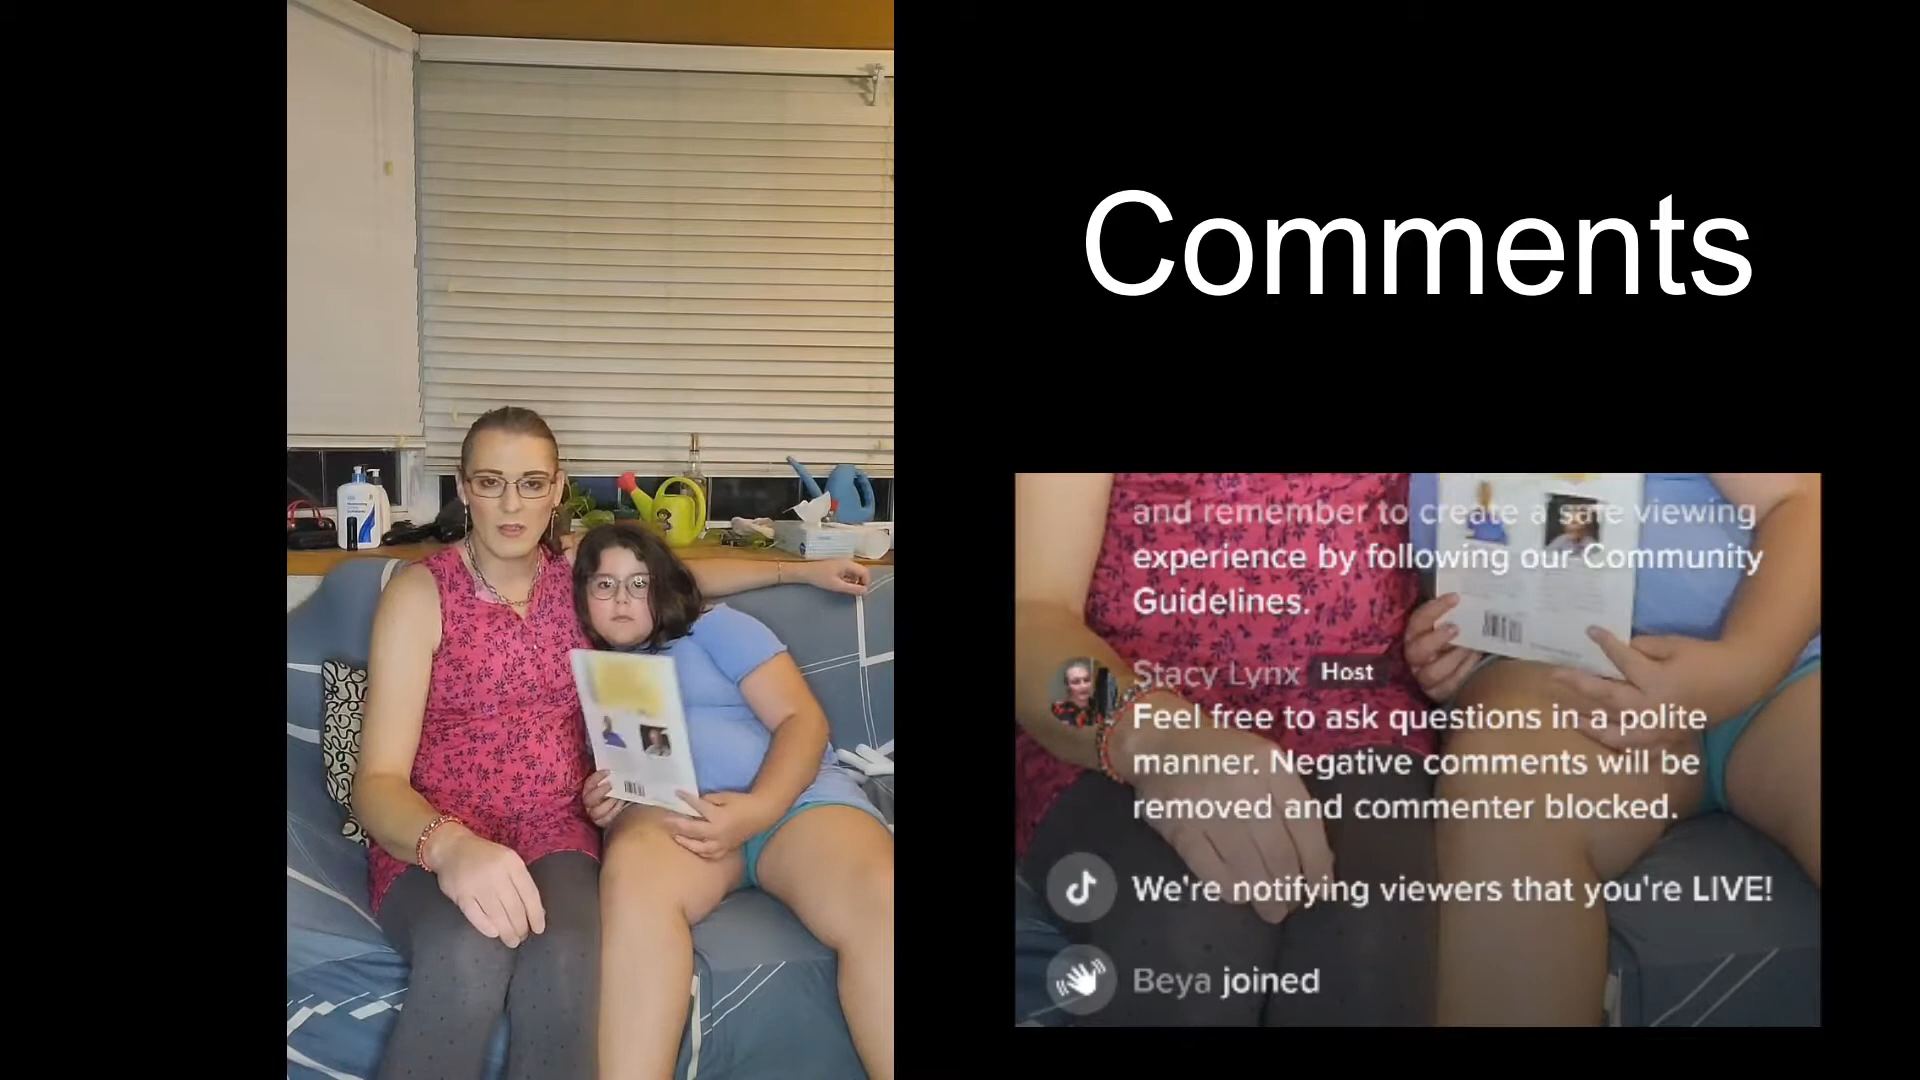 Comments
and remember to create a safe viewing
experience by following our Community
Guidelines.
Stacy Lynx Host
Feel free to ask questions in a polite
manner. Negative comments will be
removed and commenter blocked.
We're notifying viewers that you're LIVE!
Beya joined